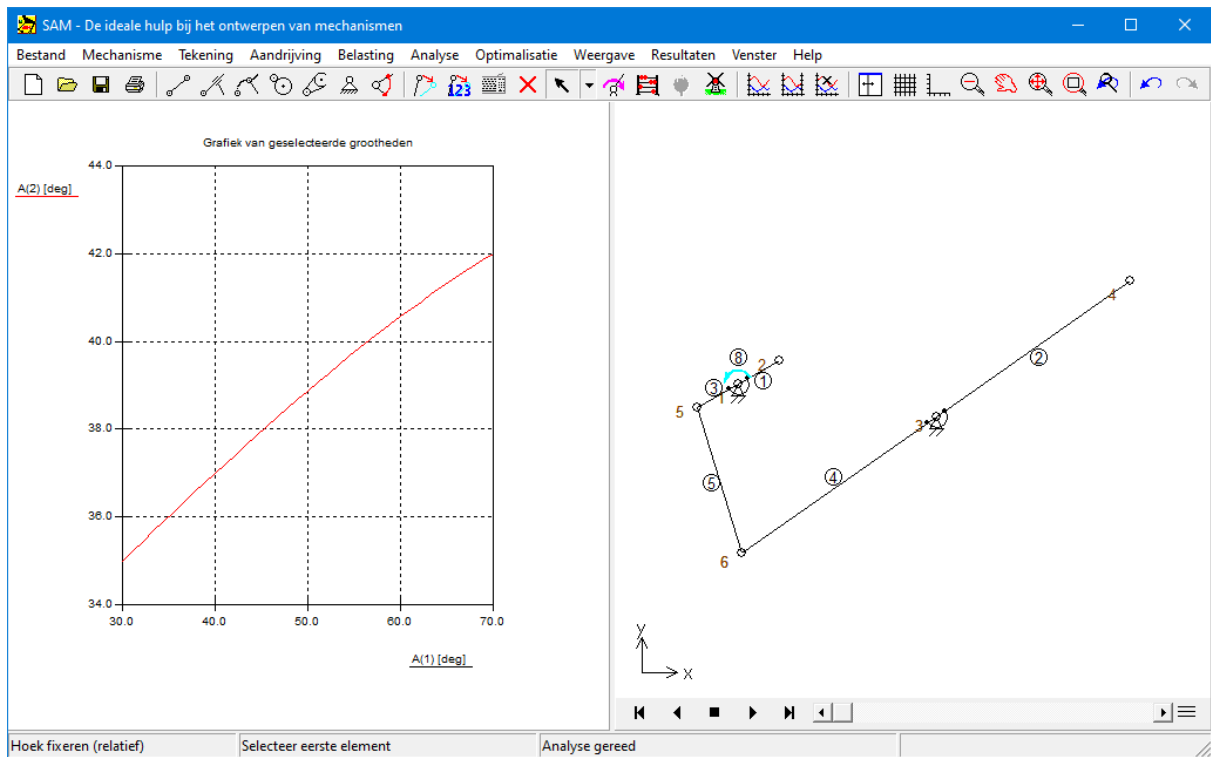 SAM - De ideale hulp bij het ontwerpen van mechanismen
Bestand Mechanisme Tekening Aandrijving Belasting Analyse Optimalisatie Weergave Resultaten Venster Help
123
Grafiek van geselecteerde grootheden
44.0
A(2) [deg]
42.0
40.0
38.0
36.0
34.0
30.0 40.0 50.0 60.0 70.0
A(1) [deg]
4
8
2
2
3
1
1
5
3
5
4
6
y
x
Hoek fixeren (relatief) Selecteer eerste element Analyse gereed